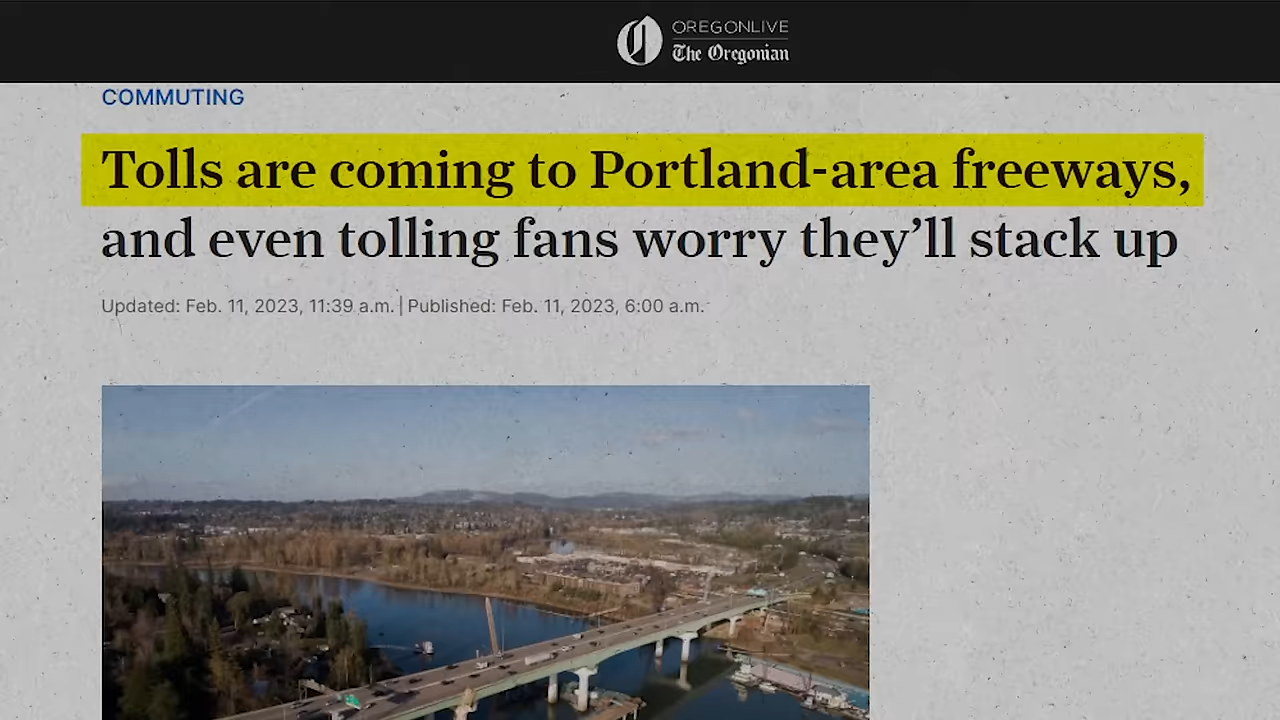 OREGONLIVE
The Oregonian
COMMUTING
Tolls are coming to Portland-area freeways,
and even tolling fans worry they’ll stack up
Updated: Feb. 11, 2023, 11:39 a.m. | Published: Feb. 11, 2023, 6:00 a.m.